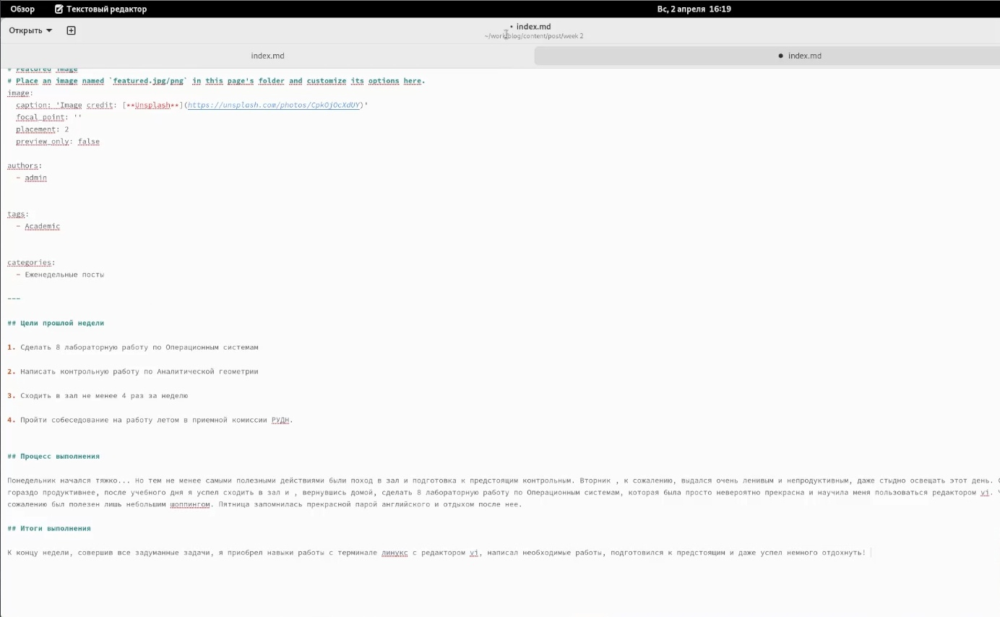 Обзор
Текстовый редактор
Вс, 2 апреля 16:19
Открыть
• index.md
~/work/blog/content/post/week 2
index.md
● index.md
# Featured image
# Place an image named `featured.jpg/png` in this page's folder and customize its options here.
image:
caption: 'Image credit: [**Unsplash**](https://unsplash.com/photos/CpkOjOcXdUY)'
focal_point: ''
placement: 2
preview_only: false
authors:
- admin
tags:
- Academic
categories:
- Еженедельные посты
---
## Цели прошлой недели
1. Сделать 8 лабораторную работу по Операционным системам
2. Написать контрольную работу по Аналитической геометрии
3. Сходить в зал не менее 4 раз за неделю
4. Пройти собеседование на работу летом в приемной комиссии РУДН.
## Процесс выполнения
Понедельник начался тяжко... Но тем не менее самыми полезными действиями были поход в зал и подготовка к предстоящим контрольным. Вторник , к сожалению, выдался очень ленивым и непродуктивным, даже стыдно освещать этот день.
гораздо продуктивнее, после учебного дня я успел сходить в зал и , вернувшись домой, сделать 8 лабораторную работу по Операционным системам, которая была просто невероятно прекрасна и научила меня пользоваться редактором vi.
сожалению был полезен лишь небольшим шоппингом. Пятница запомнилась прекрасной парой английского и отдыхом после нее.
## Итоги выполнения
К концу недели, совершив все задуманные задачи, я приобрел навыки работы с терминале линукс с редактором vi, написал необходимые работы, подготовился к предстоящим и даже успел немного отдохнуть!